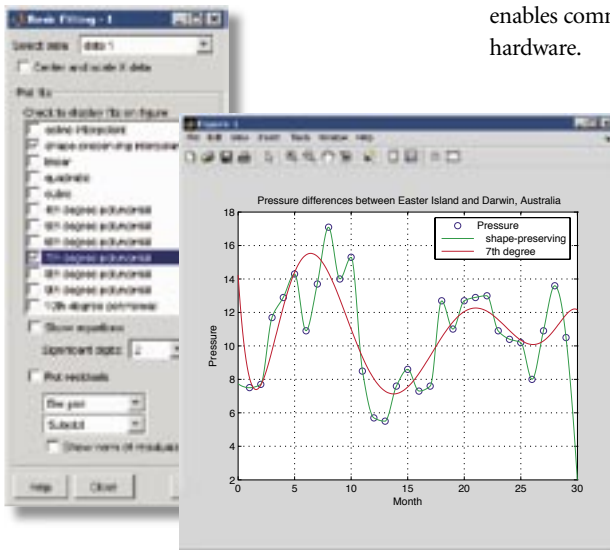 enables comm
hardware.
Basic Fitting - 1
Select data: data 1
Center and scale X data
Plot fits
Check to display fits on figure
spline interpolant
shape-preserving interpolant
linear
quadratic
cubic
4th degree polynomial
5th degree polynomial
6th degree polynomial
7th degree polynomial
8th degree polynomial
9th degree polynomial
10th degree polynomial
Show equations
Significant digits: 2
Plot residuals
Bar plot
Subplot
Show norm of residuals
Help Close
Figure 1
File Edit View Insert Tools Window Help
Pressure differences between Easter Island and Darwin, Australia
Pressure
shape-preserving
7th degree
18
16
14
12
10
8
6
4
2
Pressure
0 5 10 15 20 25 30
Month